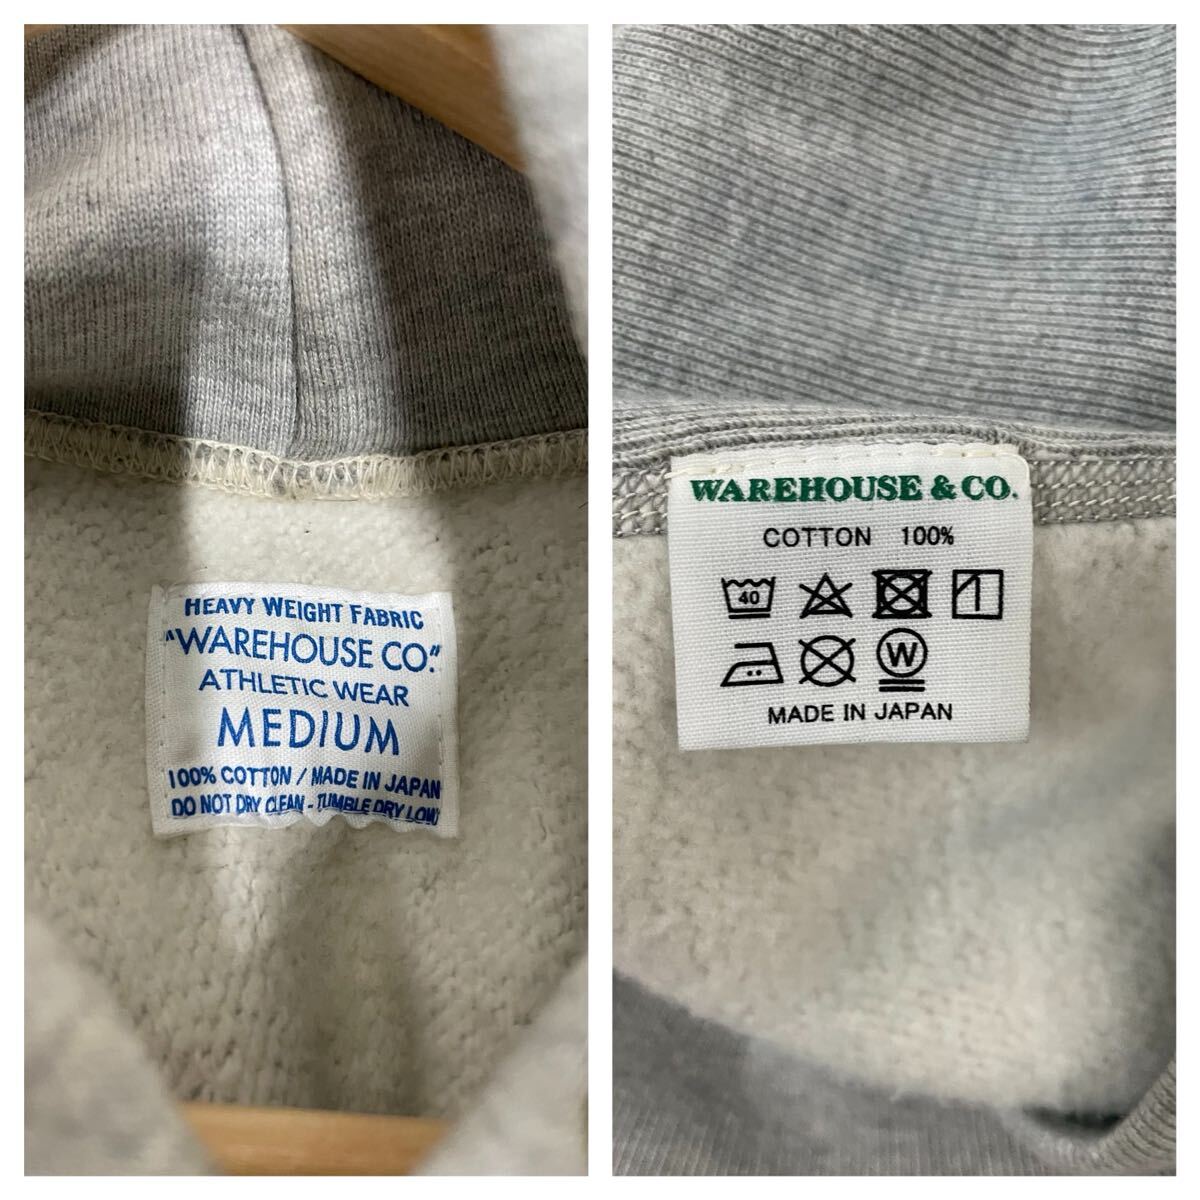 HEAVY WEIGHT FABRIC
"WAREHOUSE CO."
ATHLETIC WEAR
MEDIUM
100% COTTON / MADE IN JAPAN
DO NOT DRY CLEAN - TUMBLE DRY LOW
WAREHOUSE & CO.
COTTON 100%
40
W
MADE IN JAPAN